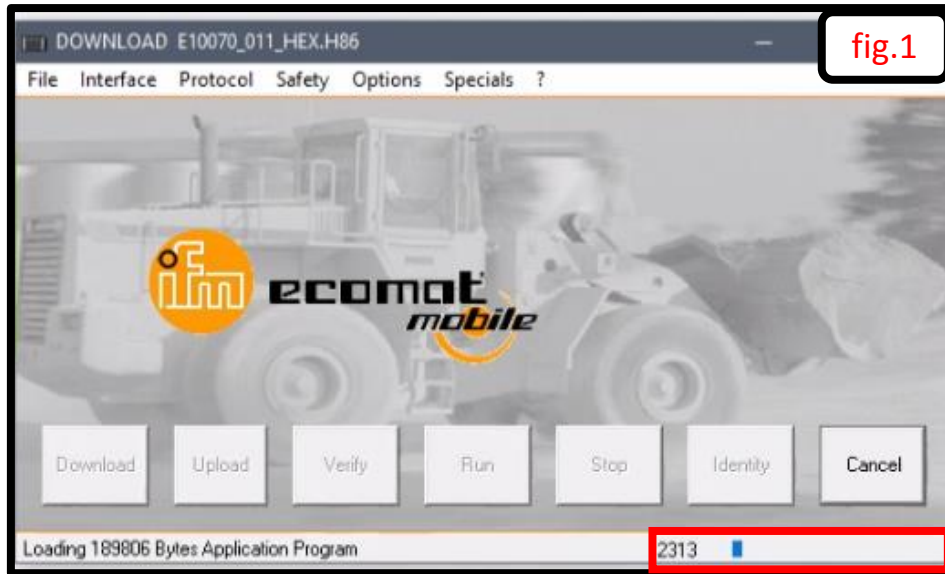 DOWNLOAD E10070_011_HEX.H86
fig.1
File Interface Protocol Safety Options Specials ?
ifm ecomat
mobile
Download Upload Verify Run Stop Identity Cancel
Loading 189806 Bytes Application Program 2313